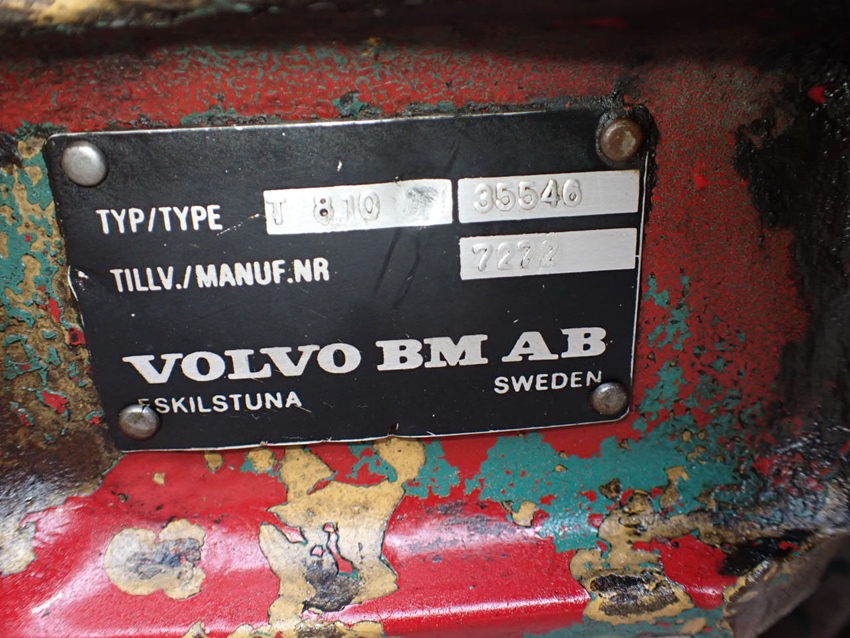 TYP/TYPE T 810 35546
TILLV./MANUF.NR 7272
VOLVO BM AB
ESKILSTUNA SWEDEN